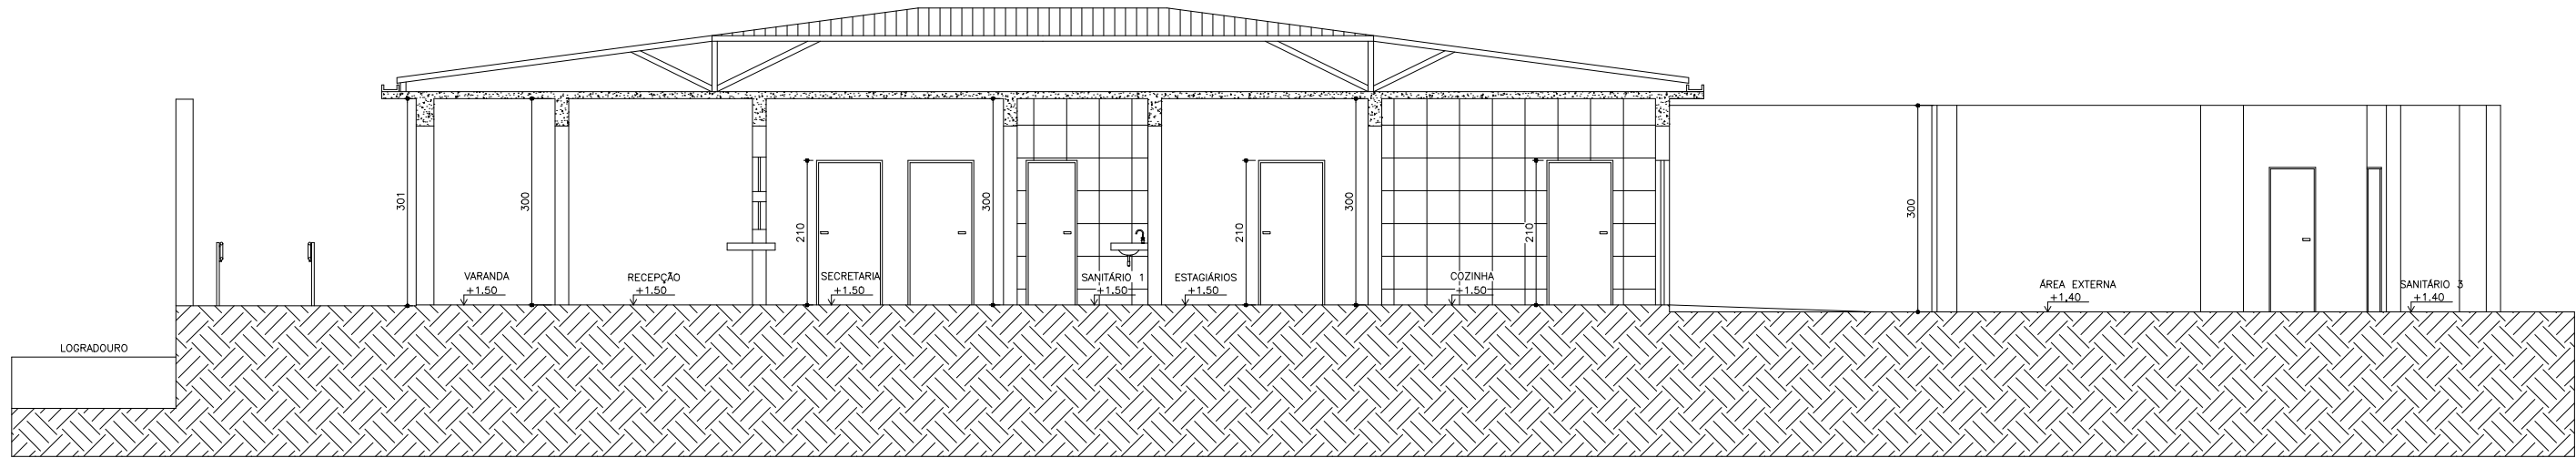 301
300
210
300
210
300
210
300
VARANDA
+1.50
RECEPÇÃO
+1.50
SECRETARIA
+1.50
SANITÁRIO 1
+1.50
ESTAGIÁRIOS
+1.50
COZINHA
+1.50
ÁREA EXTERNA
+1.40
SANITÁRIO 3
+1.40
LOGRADOURO